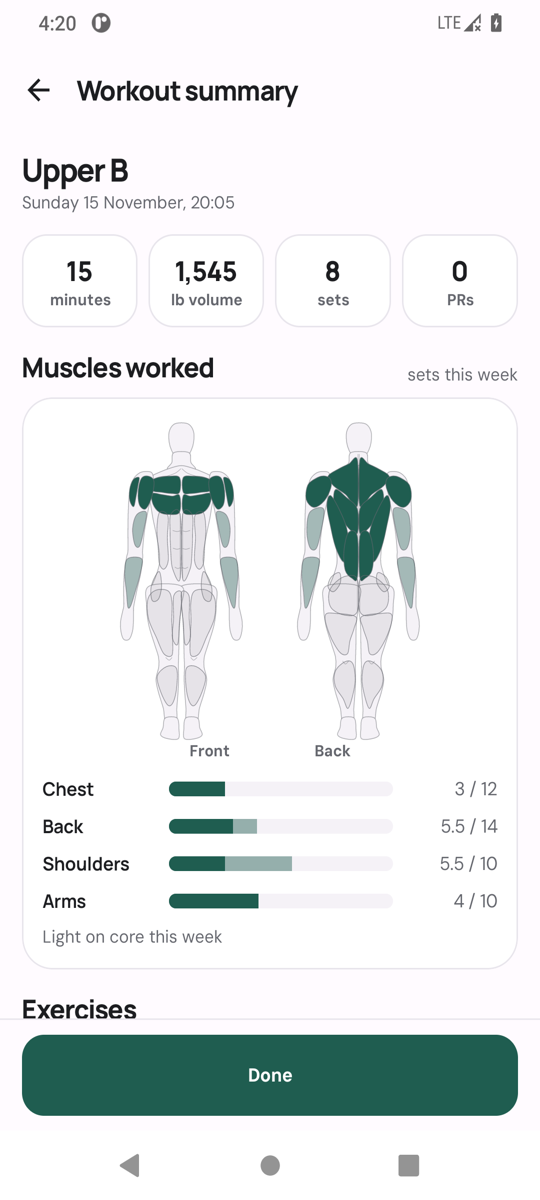 4:20
LTE
Workout summary
Upper B
Sunday 15 November, 20:05
15
minutes
1,545
lb volume
8
sets
0
PRs
Muscles worked
sets this week
Front
Back
Chest
3 / 12
Back
5.5 / 14
Shoulders
5.5 / 10
Arms
4 / 10
Light on core this week
Exercises
Done